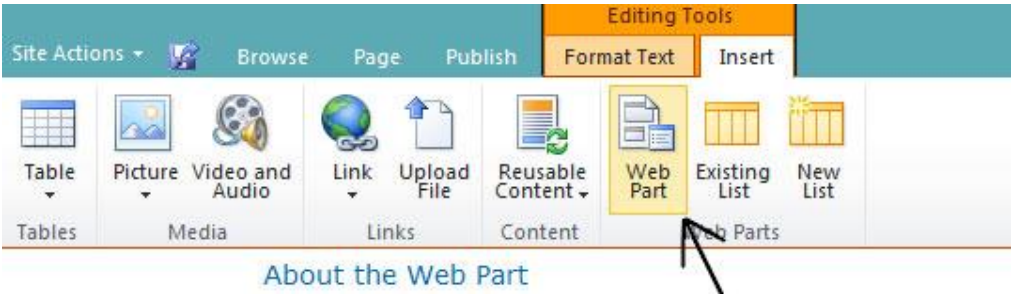 Editing Tools
Site Actions Browse Page Publish Format Text Insert
Table Picture Video and Audio Link Upload File Reusable Content Web Part Existing List New List
Tables Media Links Content Web Parts
About the Web Part